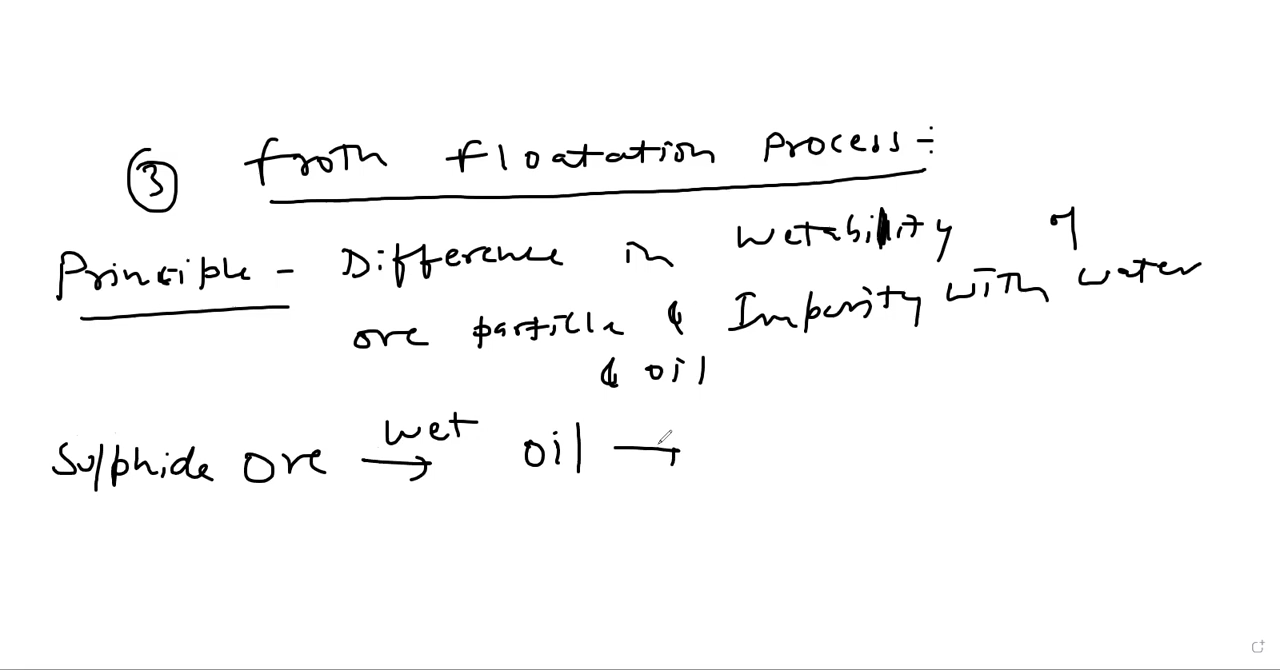 ③ Froth Floatation Process :-
Principle - Difference in wetability of
ore particle & Impurity with water
& oil
Sulphide ore → wet oil →